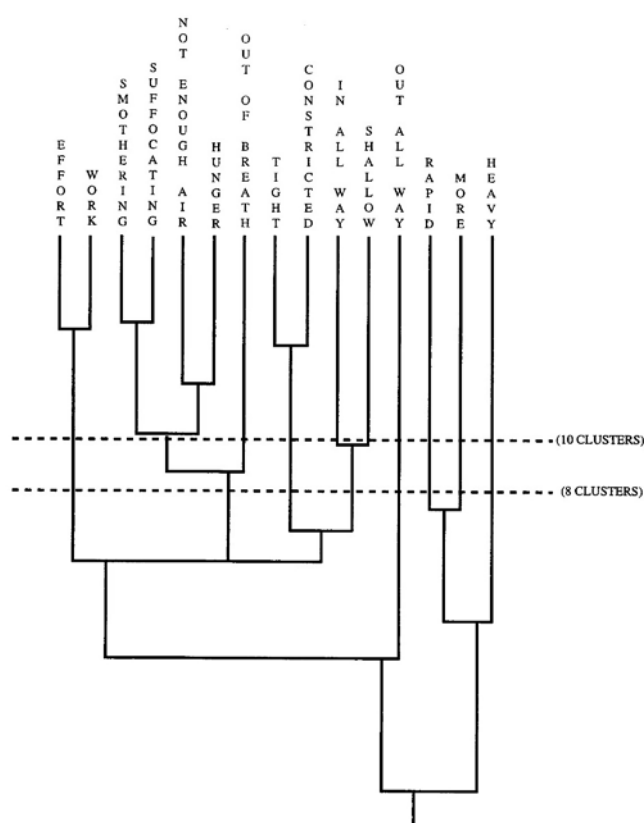 EFFORT
WORK
SMOTHERING
SUFFOCATING
NOT ENOUGH AIR
HUNGER
OUT OF BREATH
TIGHT
CONSTRICTED
IN ALL WAY
SHALLOW
OUT ALL WAY
RAPID
MORE
HEAVY
(10 CLUSTERS)
(8 CLUSTERS)